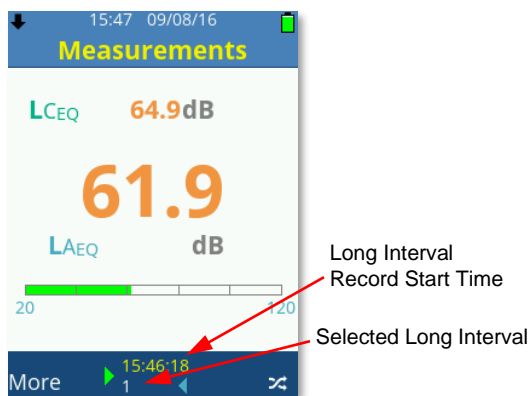 15:47 09/08/16
Measurements
LCEQ 64.9dB
61.9
LAEQ dB
20 120
Long Interval
Record Start Time
Selected Long Interval
15:46:18
More 1